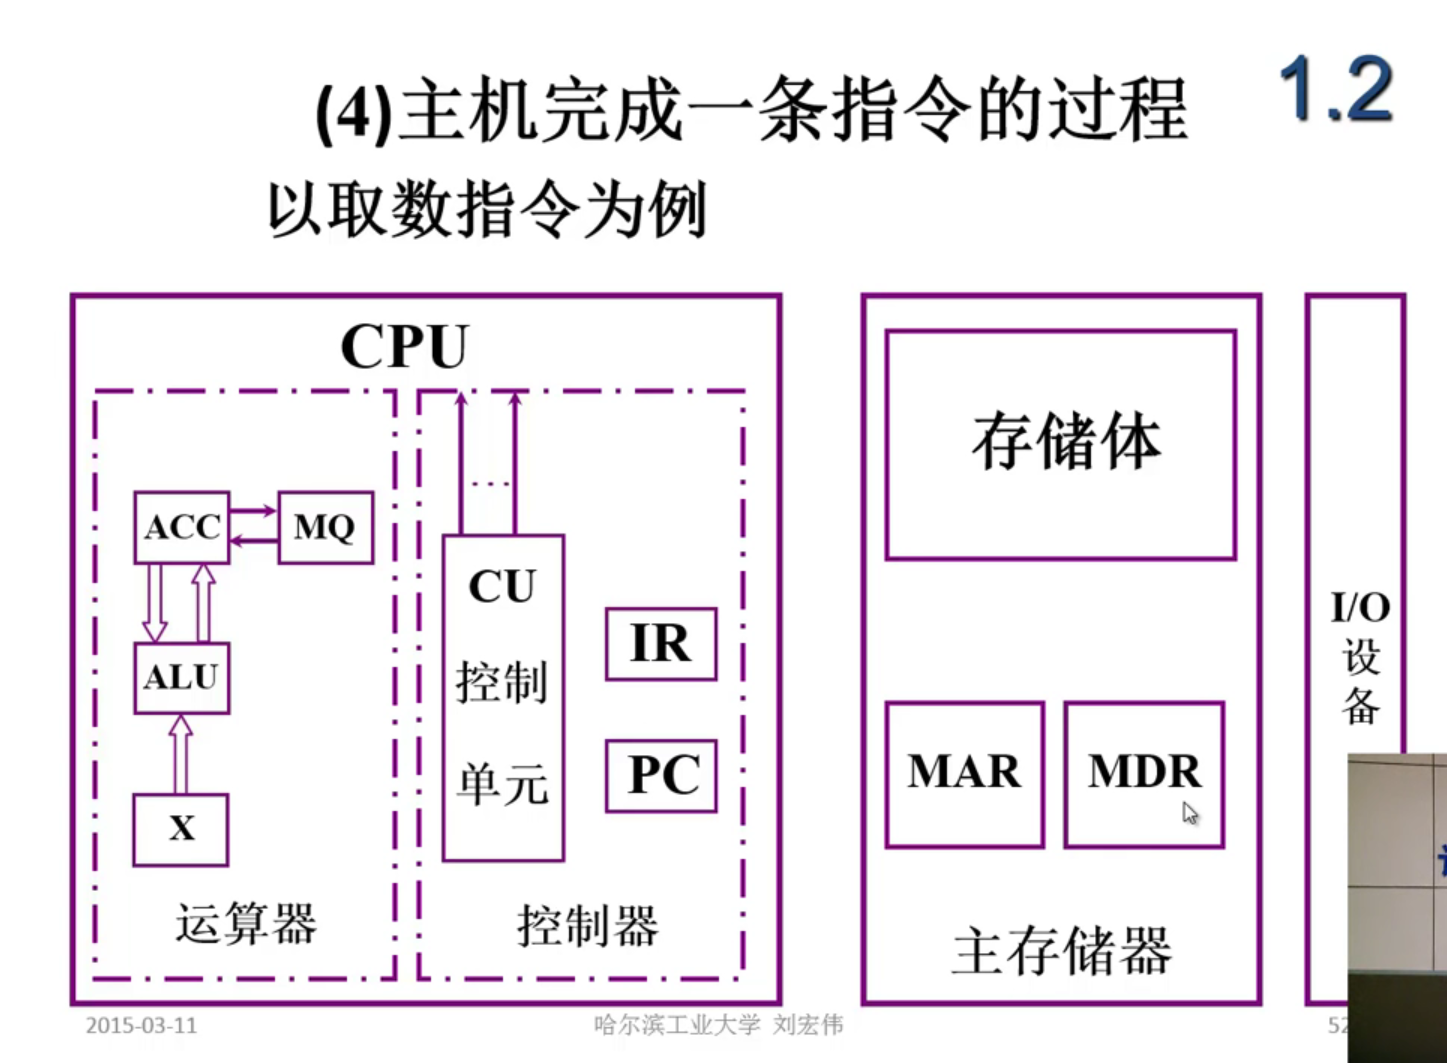 (4)主机完成一条指令的过程
1.2
以取数指令为例
CPU
ACC
MQ
ALU
X
运算器
CU
控制
单元
IR
PC
控制器
存储体
MAR
MDR
主存储器
I/O
设
备
2015-03-11
哈尔滨工业大学 刘宏伟